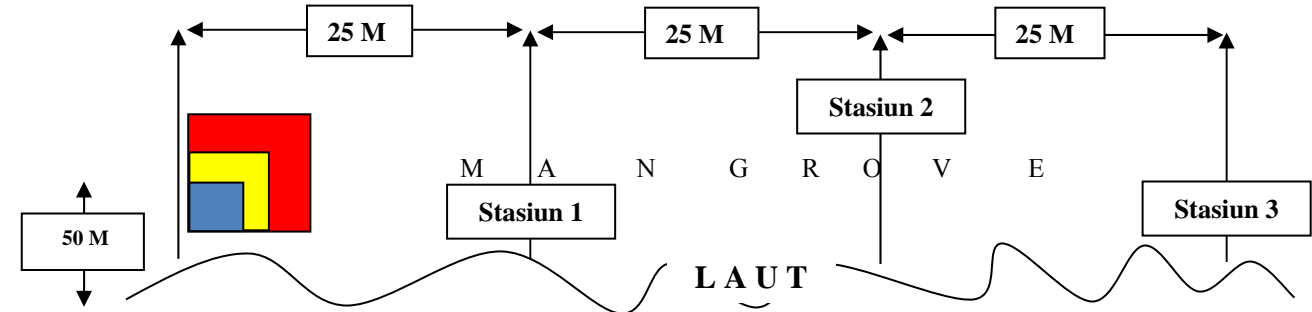 25 M 25 M 25 M
Stasiun 2
M A N G R O V E
Stasiun 1 Stasiun 3
50 M
L A U T